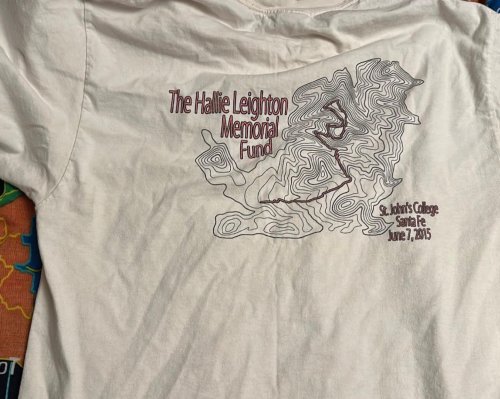 The Hallie Leighton
Memorial
Fund
St. John's College
Santa Fe
June 7, 2015